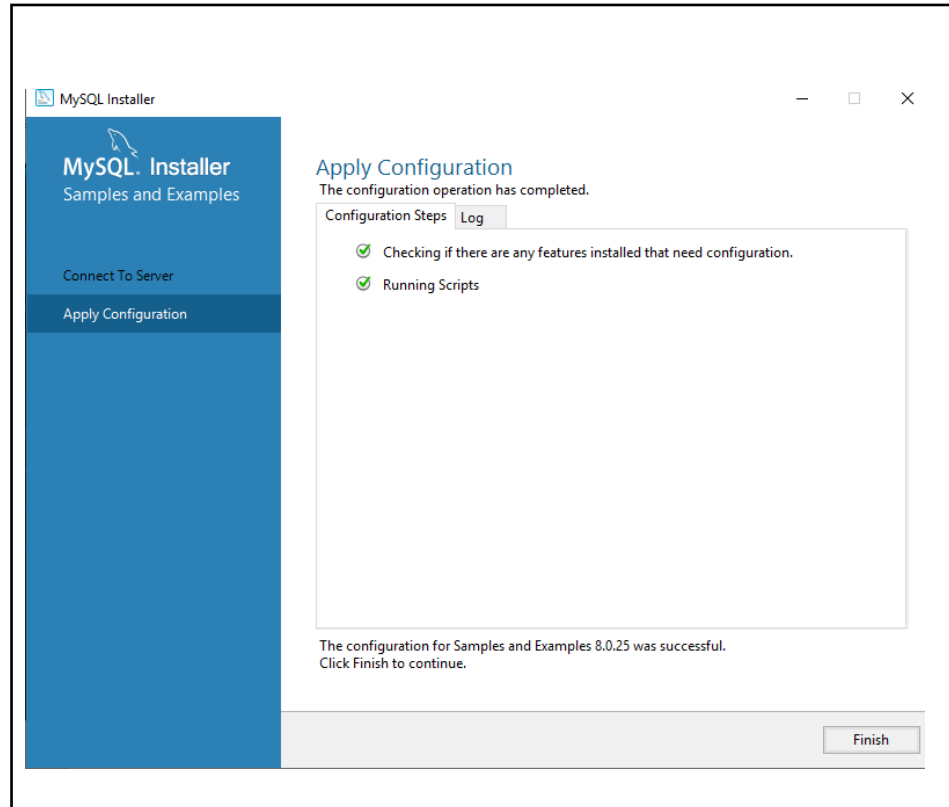 MySQL Installer
MySQL. Installer
Samples and Examples
Connect To Server
Apply Configuration
Apply Configuration
The configuration operation has completed.
Configuration Steps Log
Checking if there are any features installed that need configuration.
Running Scripts
The configuration for Samples and Examples 8.0.25 was successful.
Click Finish to continue.
Finish